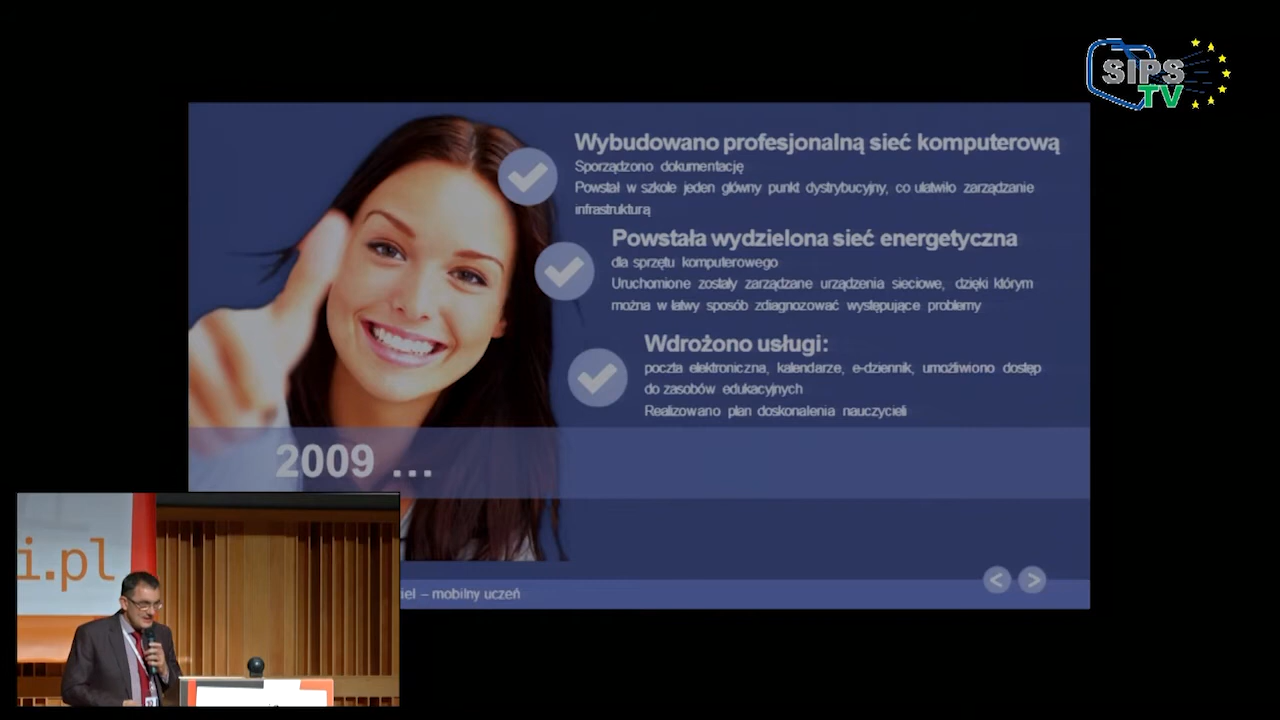 SIPS
TV
Wybudowano profesjonalną sieć komputerową
Sporządzono dokumentację
Powstał w szkole jeden główny punkt dystrybucyjny, co ułatwiło zarządzanie
infrastrukturą
Powstała wydzielona sieć energetyczna
dla sprzętu komputerowego
Uruchomione zostały zarządzane urządzenia sieciowe, dzięki którym
można w łatwy sposób zdiagnozować występujące problemy
Wdrożono usługi:
poczta elektroniczna, kalendarze, e-dziennik, umożliwiono dostęp
do zasobów edukacyjnych
Realizowano plan doskonalenia nauczycieli
2009 ...
i.pl
iel – mobilny uczeń
< >